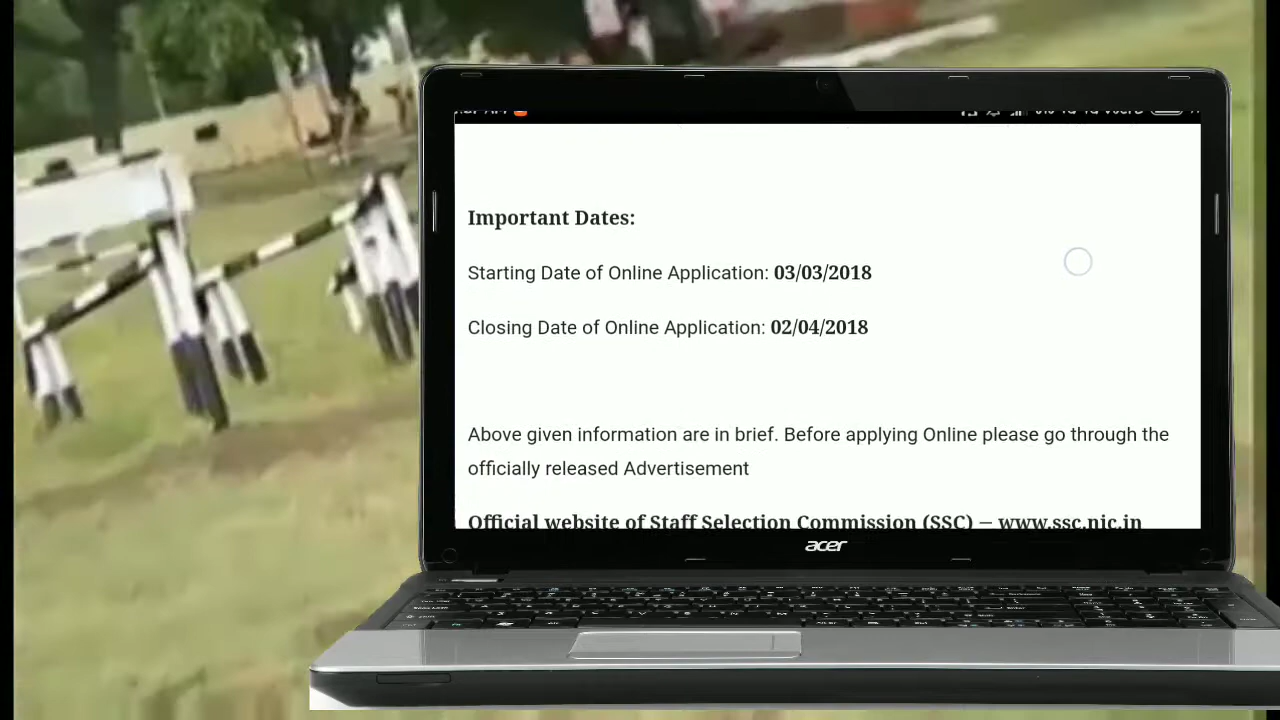 Important Dates:
Starting Date of Online Application: 03/03/2018
Closing Date of Online Application: 02/04/2018
Above given information are in brief. Before applying Online please go through the
officially released Advertisement
Official website of Staff Selection Commission (SSC) – www.ssc.nic.in
acer